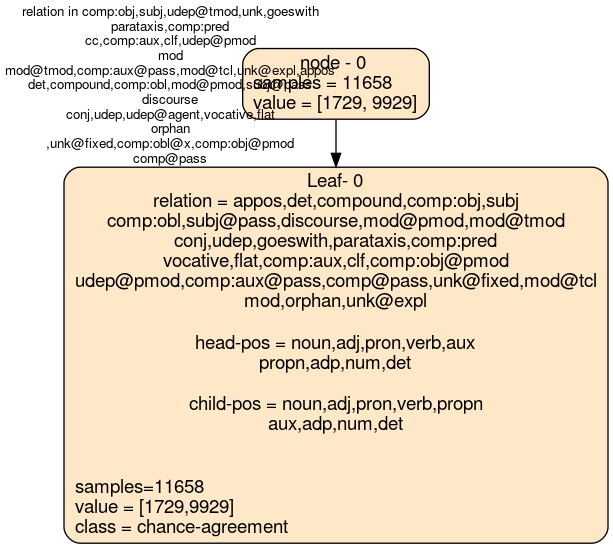 relation in comp:obj,subj,udep@tmod,unk,goeswith
parataxis,comp:pred
cc,comp:aux,clf,udep@pmod
mod
mod@tmod,comp:aux@pass,mod@tcl,unk@expl,appos
det,compound,comp:obl,mod@pmod,subj@pass
discourse
conj,udep,udep@agent,vocative,flat
orphan
,unk@fixed,comp:obl@x,comp:obj@pmod
comp@pass
node - 0
samples = 11658
value = [1729, 9929]
Leaf- 0
relation = appos,det,compound,comp:obj,subj
comp:obl,subj@pass,discourse,mod@pmod,mod@tmod
conj,udep,goeswith,parataxis,comp:pred
vocative,flat,comp:aux,clf,comp:obj@pmod
udep@pmod,comp:aux@pass,comp@pass,unk@fixed,mod@tcl
mod,orphan,unk@expl
head-pos = noun,adj,pron,verb,aux
propn,adp,num,det
child-pos = noun,adj,pron,verb,propn
aux,adp,num,det
samples=11658
value = [1729,9929]
class = chance-agreement